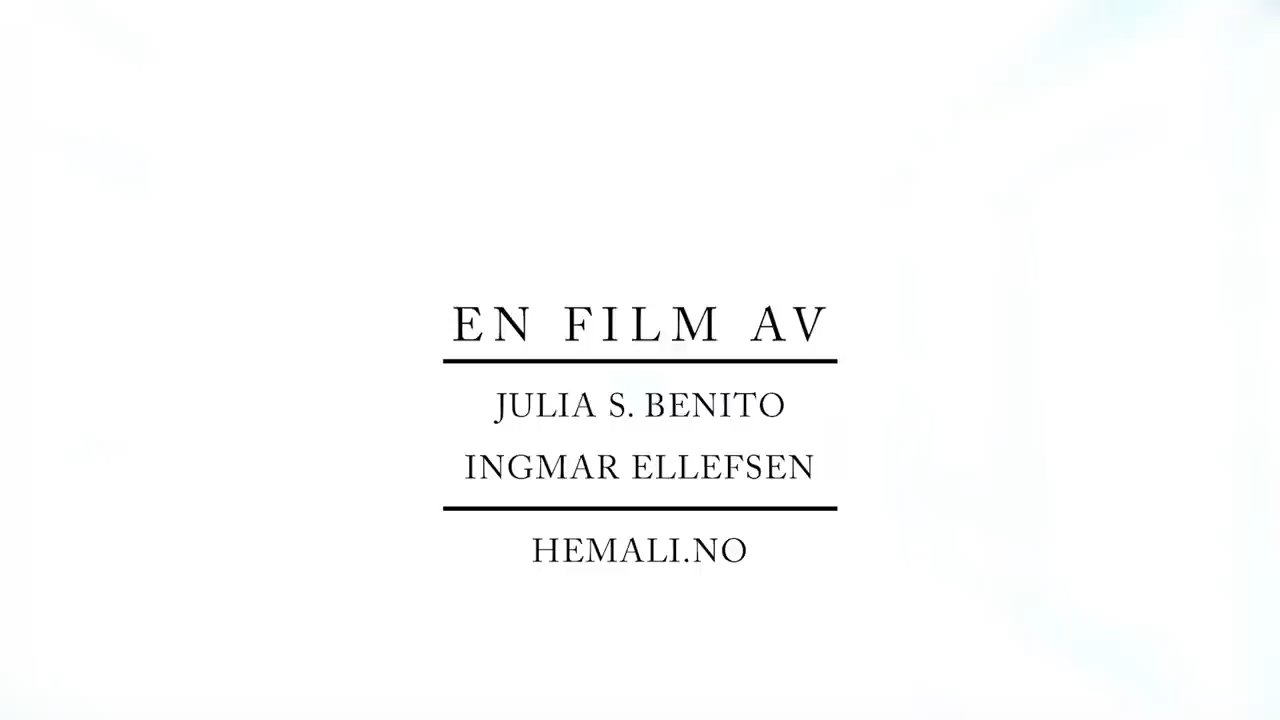 EN FILM AV
JULIA S. BENITO
INGMAR ELLEFSEN
HEMALI.NO